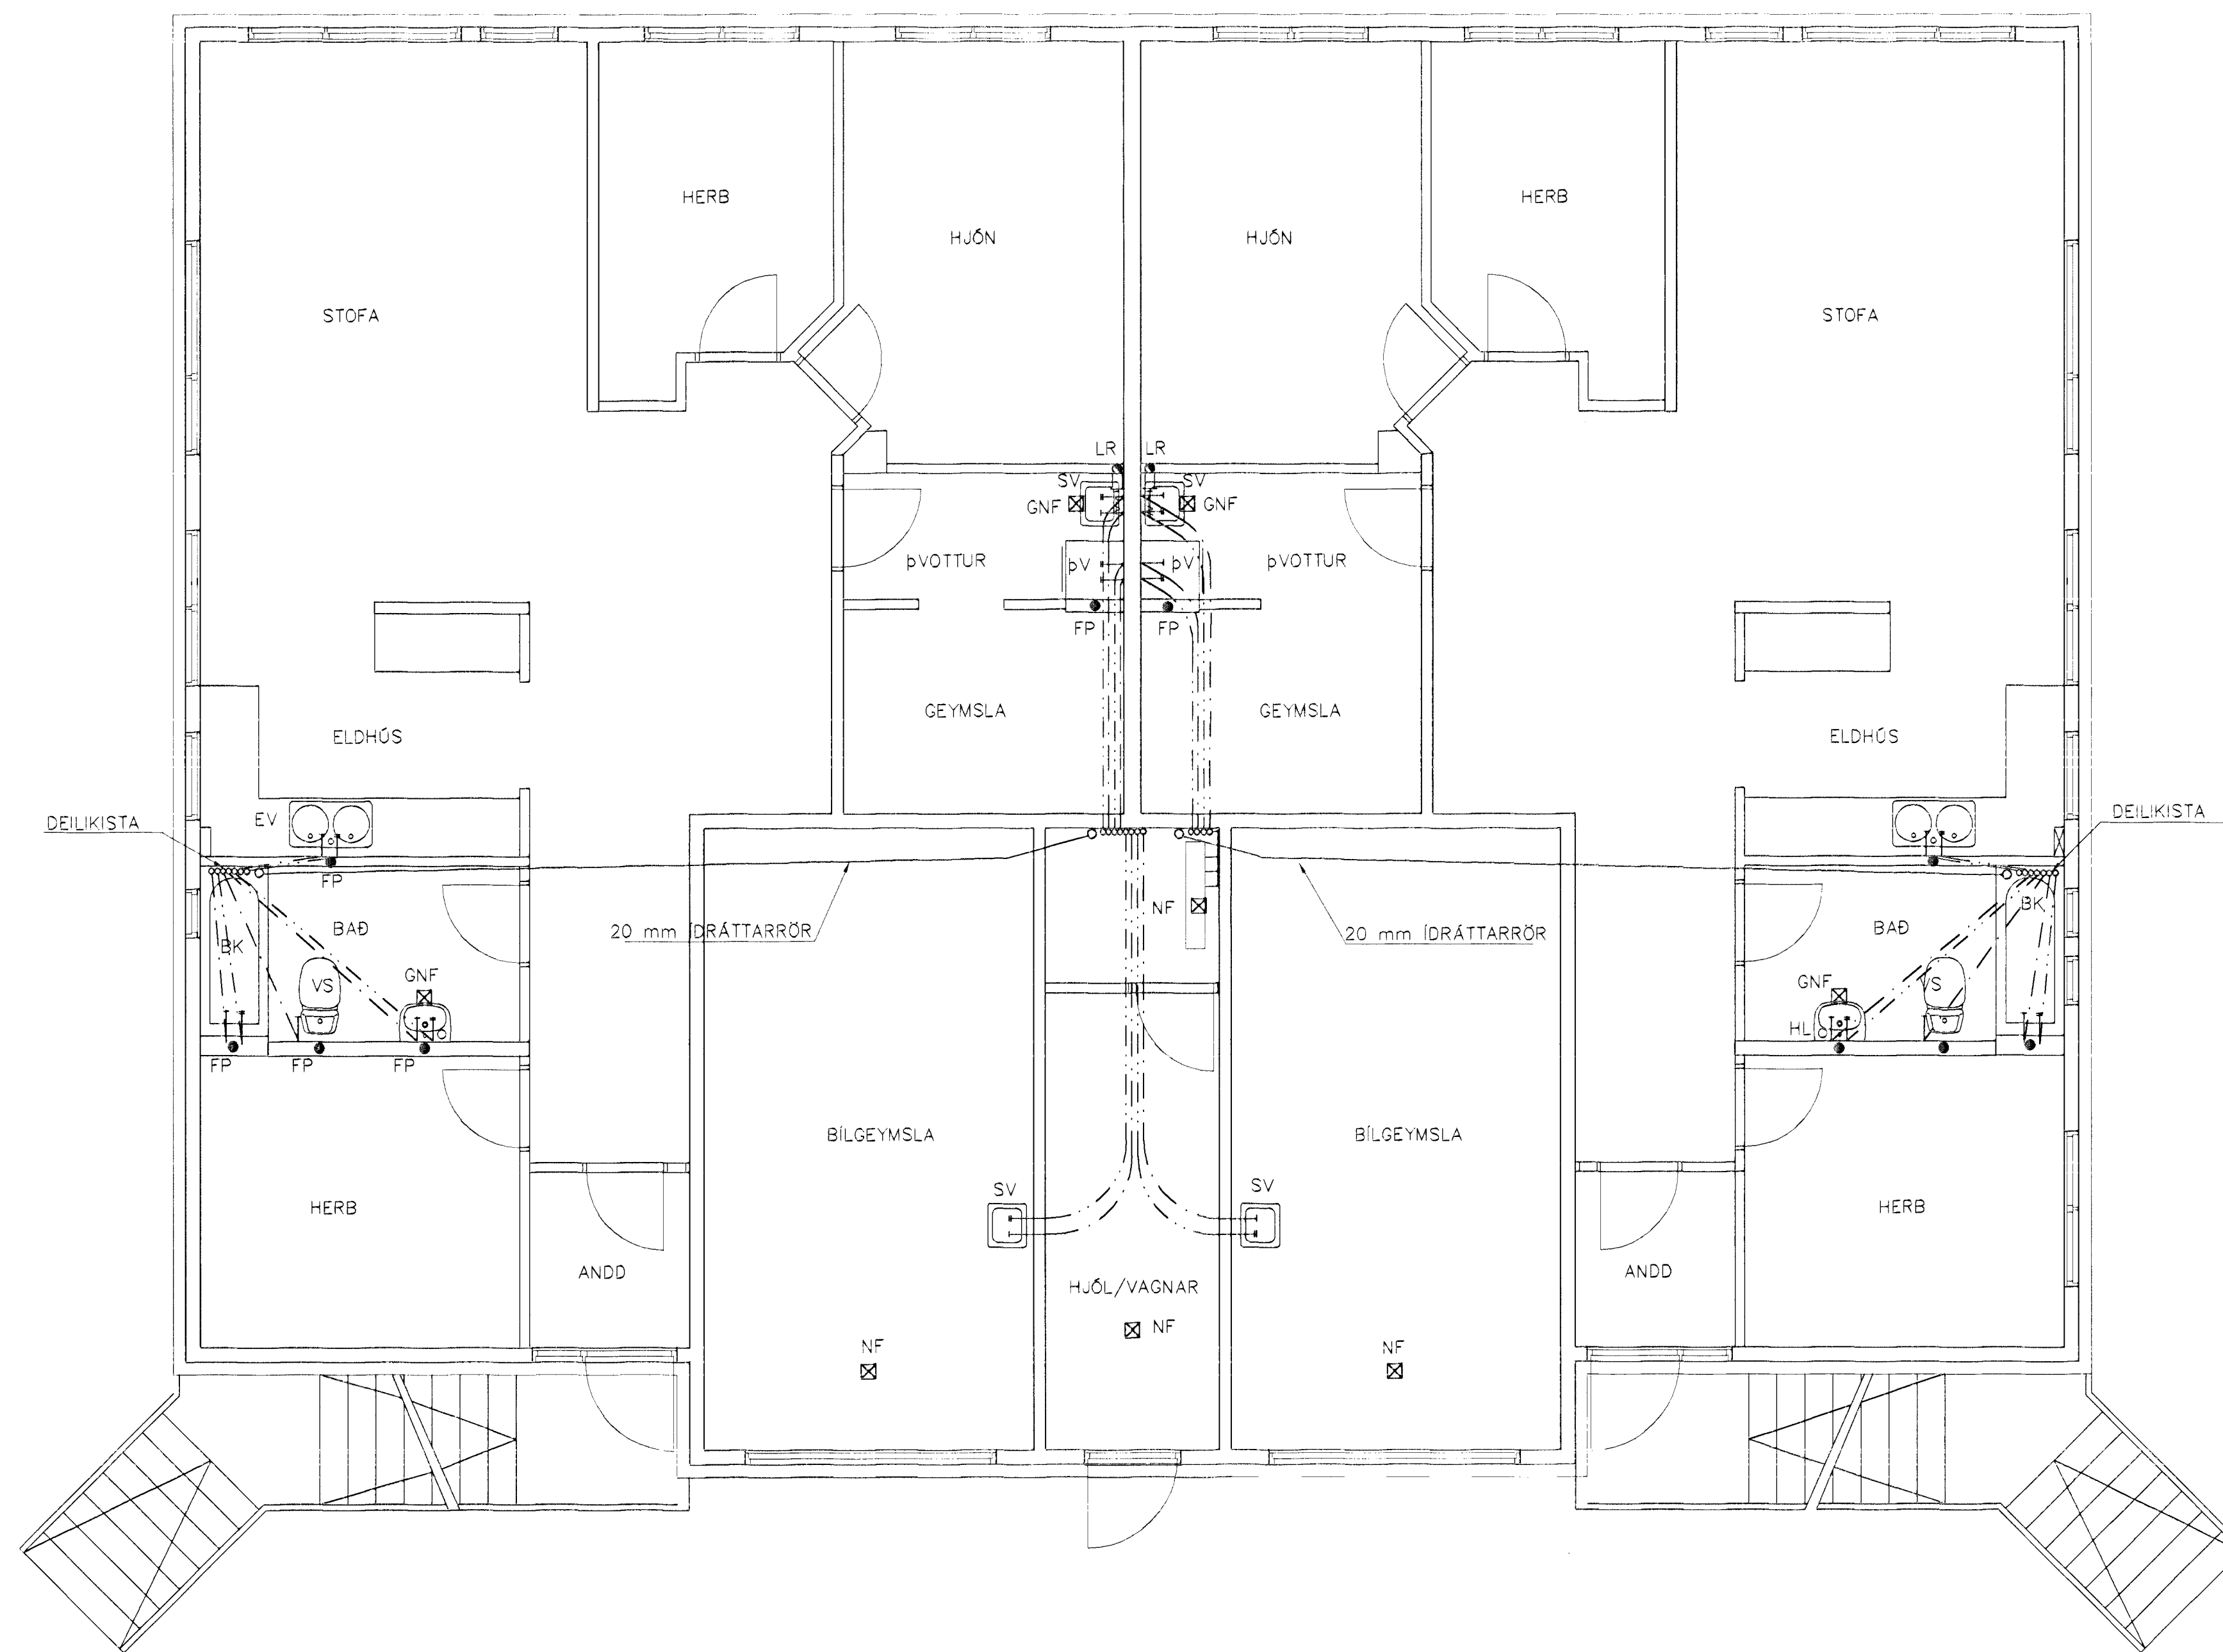 HERB
HERB
HJÓN
HJÓN
STOFA
STOFA
LR
LR
SV
SV
GNF
GNF
þVOTTUR
þV
þV
þVOTTUR
FP
FP
GEYMSLA
GEYMSLA
ELDHÚS
ELDHÚS
DEILIKISTA
EV
DEILIKISTA
FP
BK
BAÐ
20 mm ÍDRÁTTARRÖR
NF
20 mm ÍDRÁTTARRÖR
BAÐ
BK
VS
GNF
GNF
VS
HL
FP
FP
FP
BÍLGEYMSLA
BÍLGEYMSLA
HERB
SV
SV
HERB
ANDD
HJÓL/VAGNAR
ANDD
NF
NF
NF